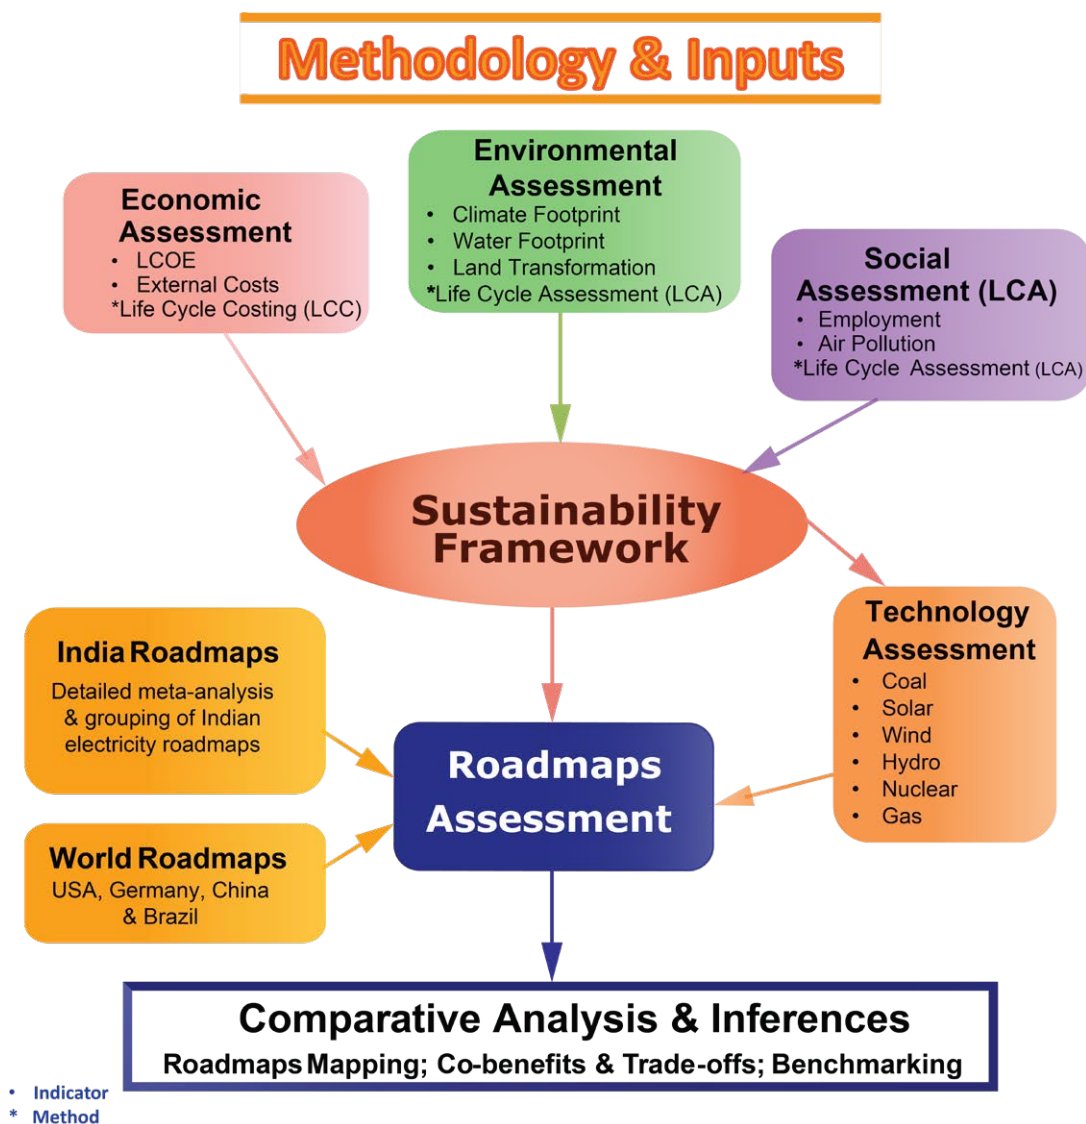 Methodology & Inputs
Economic
Assessment
• LCOE
• External Costs
*Life Cycle Costing (LCC)
Environmental
Assessment
• Climate Footprint
• Water Footprint
• Land Transformation
*Life Cycle Assessment (LCA)
Social
Assessment (LCA)
• Employment
• Air Pollution
*Life Cycle Assessment (LCA)
Sustainability
Framework
India Roadmaps
Detailed meta-analysis
& grouping of Indian
electricity roadmaps
World Roadmaps
USA, Germany, China
& Brazil
Roadmaps
Assessment
Technology
Assessment
• Coal
• Solar
• Wind
• Hydro
• Nuclear
• Gas
Comparative Analysis & Inferences
Roadmaps Mapping; Co-benefits & Trade-offs; Benchmarking
• Indicator
* Method